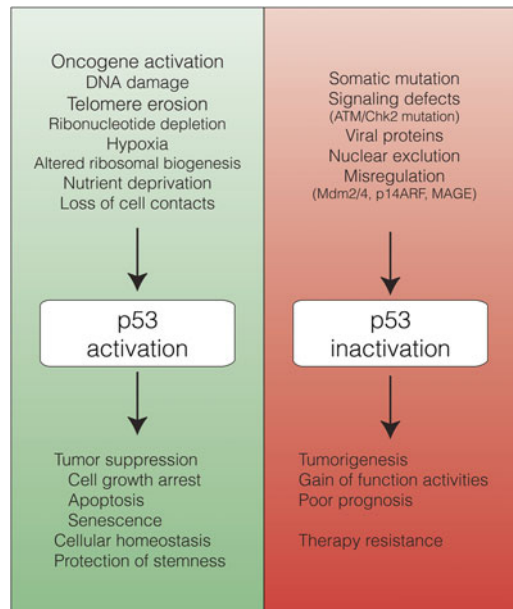 Oncogene activation
DNA damage
Telomere erosion
Ribonucleotide depletion
Hypoxia
Altered ribosomal biogenesis
Nutrient deprivation
Loss of cell contacts
p53
activation
Tumor suppression
Cell growth arrest
Apoptosis
Senescence
Cellular homeostasis
Protection of stemness
Somatic mutation
Signaling defects
(ATM/Chk2 mutation)
Viral proteins
Nuclear exclution
Misregulation
(Mdm2/4, p14ARF, MAGE)
p53
inactivation
Tumorigenesis
Gain of function activities
Poor prognosis
Therapy resistance